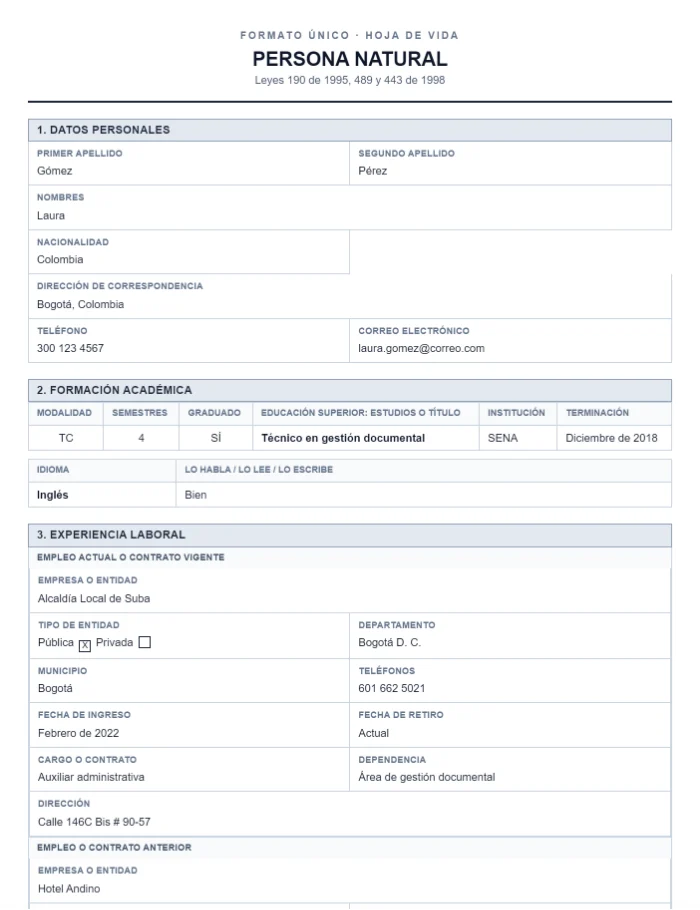 FORMATO ÚNICO · HOJA DE VIDA
PERSONA NATURAL
Leyes 190 de 1995, 489 y 443 de 1998
1. DATOS PERSONALES
PRIMER APELLIDO SEGUNDO APELLIDO
Gómez Pérez
NOMBRES
Laura
NACIONALIDAD
Colombia
DIRECCIÓN DE CORRESPONDENCIA
Bogotá, Colombia
TELÉFONO CORREO ELECTRÓNICO
300 123 4567 laura.gomez@correo.com
2. FORMACIÓN ACADÉMICA
MODALIDAD SEMESTRES GRADUADO EDUCACIÓN SUPERIOR: ESTUDIOS O TÍTULO INSTITUCIÓN TERMINACIÓN
TC 4 SÍ Técnico en gestión documental SENA Diciembre de 2018
IDIOMA LO HABLA / LO LEE / LO ESCRIBE
Inglés Bien
3. EXPERIENCIA LABORAL
EMPLEO ACTUAL O CONTRATO VIGENTE
EMPRESA O ENTIDAD
Alcaldía Local de Suba
TIPO DE ENTIDAD DEPARTAMENTO
Pública X Privada Bogotá D. C.
MUNICIPIO TELÉFONOS
Bogotá 601 662 5021
FECHA DE INGRESO FECHA DE RETIRO
Febrero de 2022 Actual
CARGO O CONTRATO DEPENDENCIA
Auxiliar administrativa Área de gestión documental
DIRECCIÓN
Calle 146C Bis # 90-57
EMPLEO O CONTRATO ANTERIOR
EMPRESA O ENTIDAD
Hotel Andino